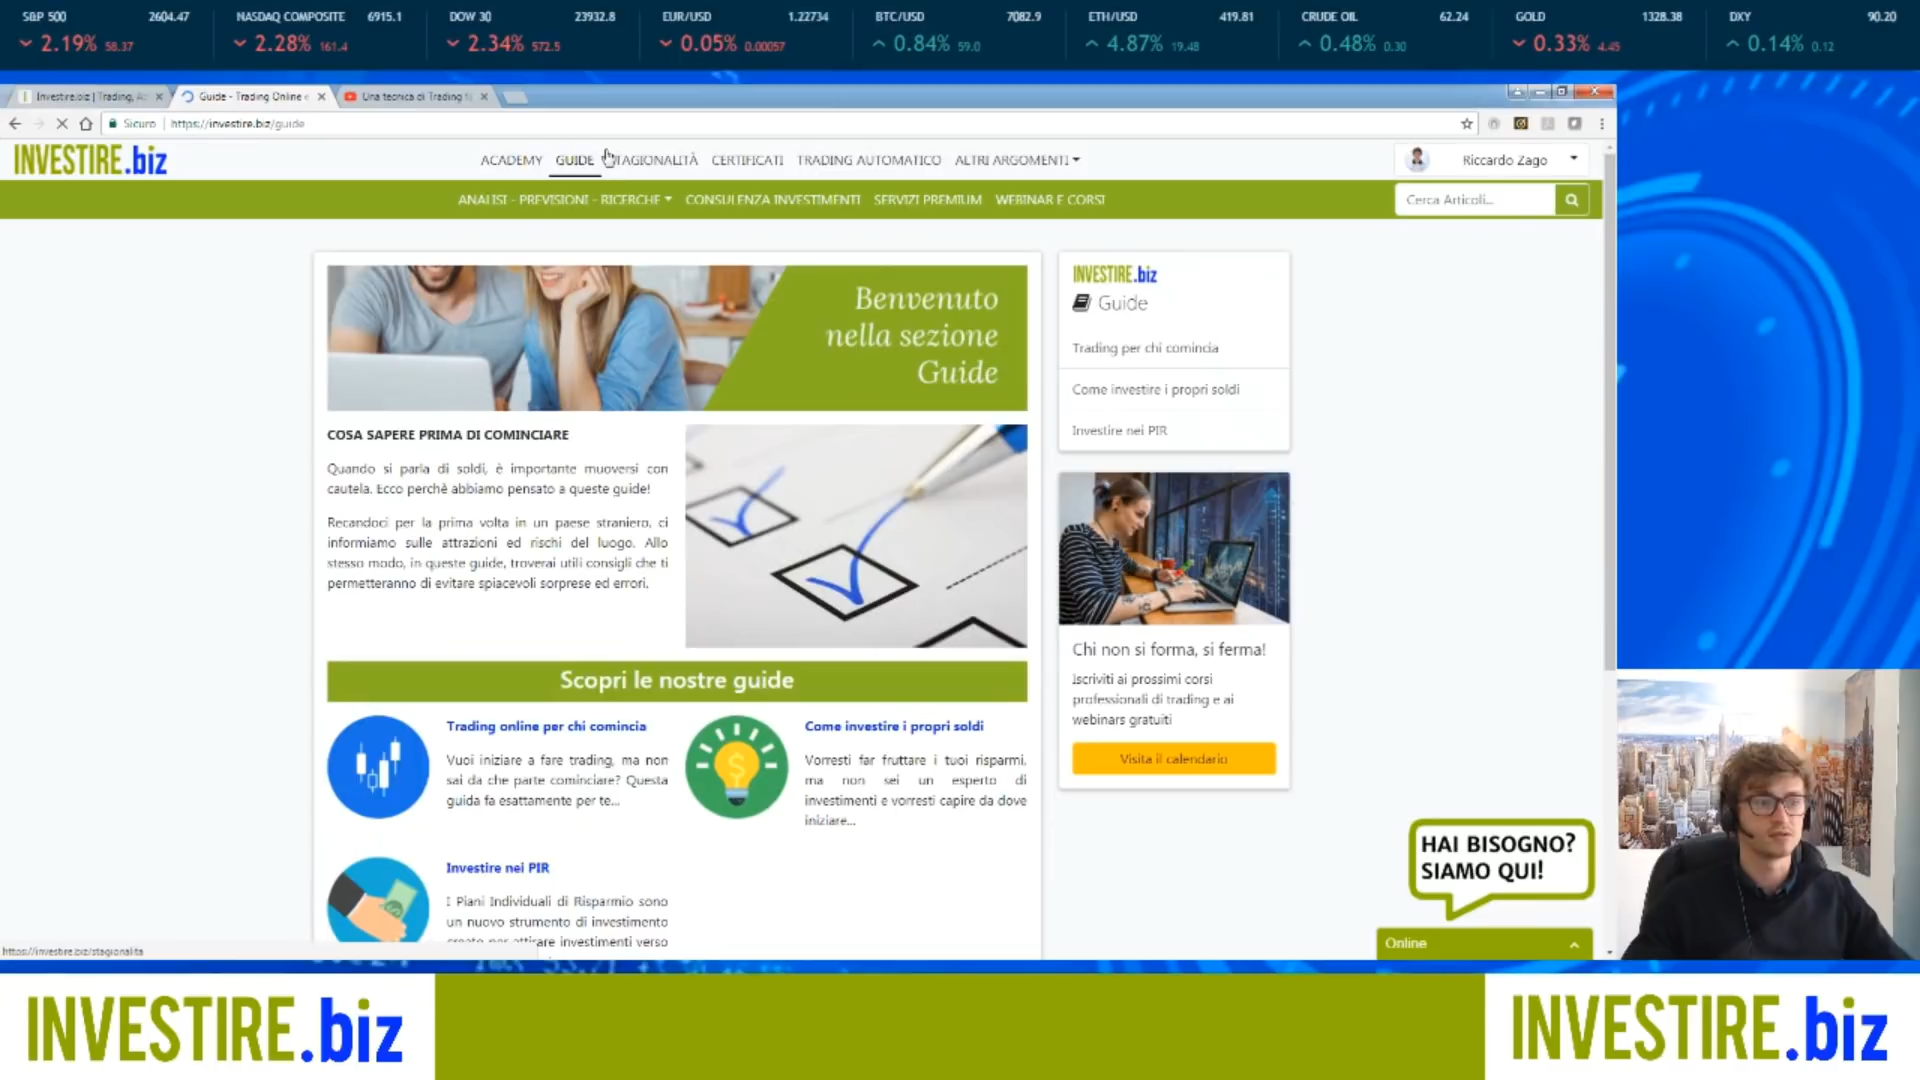 S&P 500 2604.47
2.19% 58.37
NASDAQ COMPOSITE 6915.1
2.28% 161.4
DOW 30 23932.8
2.34% 572.5
EUR/USD 1.22734
0.05% 0.00057
BTC/USD 7082.9
0.84% 59.0
ETH/USD 419.81
4.87% 19.48
CRUDE OIL 62.24
0.48% 0.30
GOLD 1328.38
0.33% 4.45
DXY 90.20
0.14% 0.12
Investire.biz | Trading, A
Guide - Trading Online e
Una tecnica di Trading
Sicuro https://investire.biz/guide
INVESTIRE.biz
ACADEMY GUIDE STAGIONALITÀ CERTIFICATI TRADING AUTOMATICO ALTRI ARGOMENTI
Riccardo Zago
ANALISI - PREVISIONI - RICERCHE CONSULENZA INVESTIMENTI SERVIZI PREMIUM WEBINAR E CORSI
Cerca Articoli...
Benvenuto
nella sezione
Guide
COSA SAPERE PRIMA DI COMINCIARE
Quando si parla di soldi, è importante muoversi con
cautela. Ecco perchè abbiamo pensato a queste guide!
Recandoci per la prima volta in un paese straniero, ci
informiamo sulle attrazioni ed rischi del luogo. Allo
stesso modo, in queste guide, troverai utili consigli che ti
permetteranno di evitare spiacevoli sorprese ed errori.
Scopri le nostre guide
Trading online per chi comincia
Vuoi iniziare a fare trading, ma non
sai da che parte cominciare? Questa
guida fa esattamente per te...
Come investire i propri soldi
Vorresti far fruttare i tuoi risparmi,
ma non sei un esperto di
investimenti e vorresti capire da dove
iniziare...
Investire nei PIR
I Piani Individuali di Risparmio sono
un nuovo strumento di investimento
creato per attirare investimenti verso
INVESTIRE.biz
Guide
Trading per chi comincia
Come investire i propri soldi
Investire nei PIR
Chi non si forma, si ferma!
Iscriviti ai prossimi corsi
professionali di trading e ai
webinars gratuiti
Visita il calendario
HAI BISOGNO?
SIAMO QUI!
Online
https://investire.biz/stagionalita
INVESTIRE.biz
INVESTIRE.biz